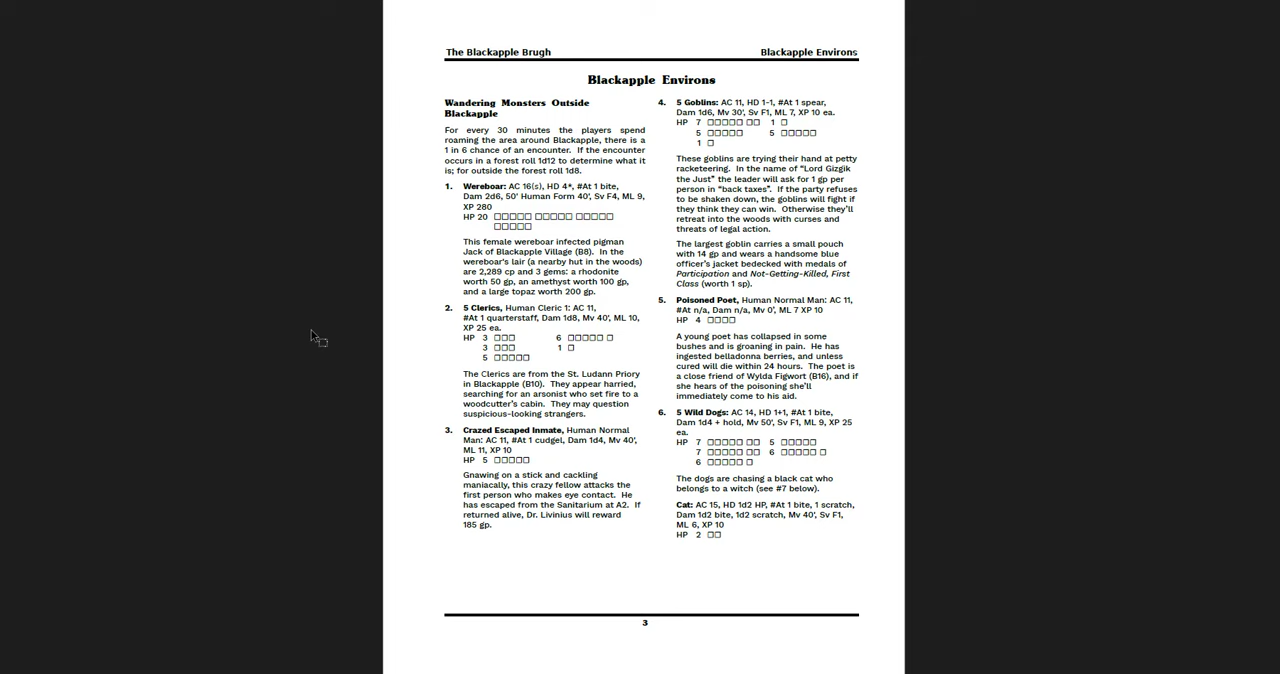 The Blackapple Brugh
Blackapple Environs
Blackapple Environs
Wandering Monsters Outside
Blackapple
For every 30 minutes the players spend
roaming the area around Blackapple, there is a
1 in 6 chance of an encounter. If the encounter
occurs in a forest roll 1d12 to determine what it
is; for outside the forest roll 1d8.
1. Wereboar: AC 16(s), HD 4*, #At 1 bite,
Dam 2d6, 50' Human Form 40', Sv F4, ML 9,
XP 280
HP 20 □□□□□ □□□□□ □□□□□
□□□□□
This female wereboar infected pigman
Jack of Blackapple Village (B8). In the
wereboar's lair (a nearby hut in the woods)
are 2,289 cp and 3 gems: a rhodonite
worth 50 gp, an amethyst worth 100 gp,
and a large topaz worth 200 gp.
2. 5 Clerics, Human Cleric 1: AC 11,
#At 1 quarterstaff, Dam 1d8, Mv 40', ML 10,
XP 25 ea.
HP 3 □□□ 6 □□□□□ □
3 □□□ 1 □
5 □□□□□
The Clerics are from the St. Ludann Priory
in Blackapple (B10). They appear harried,
searching for an arsonist who set fire to a
woodcutter's cabin. They may question
suspicious-looking strangers.
3. Crazed Escaped Inmate, Human Normal
Man: AC 11, #At 1 cudgel, Dam 1d4, Mv 40',
ML 11, XP 10
HP 5 □□□□□
Gnawing on a stick and cackling
maniacally, this crazy fellow attacks the
first person who makes eye contact. He
has escaped from the Sanitarium at A2. If
returned alive, Dr. Livinius will reward
185 gp.
4. 5 Goblins: AC 11, HD 1-1, #At 1 spear,
Dam 1d6, Mv 30', Sv F1, ML 7, XP 10 ea.
HP 7 □□□□□ □□ 1 □
5 □□□□□ 5 □□□□□
1 □
These goblins are trying their hand at petty
racketeering. In the name of “Lord Gizgik
the Just” the leader will ask for 1 gp per
person in “back taxes”. If the party refuses
to be shaken down, the goblins will fight if
they think they can win. Otherwise they'll
retreat into the woods with curses and
threats of legal action.
The largest goblin carries a small pouch
with 14 gp and wears a handsome blue
officer's jacket bedecked with medals of
Participation and Not-Getting-Killed, First
Class (worth 1 sp).
5. Poisoned Poet, Human Normal Man: AC 11,
#At n/a, Dam n/a, Mv 0', ML 7 XP 10
HP 4 □□□□
A young poet has collapsed in some
bushes and is groaning in pain. He has
ingested belladonna berries, and unless
cured will die within 24 hours. The poet is
a close friend of Wylda Figwort (B16), and if
she hears of the poisoning she'll
immediately come to his aid.
6. 5 Wild Dogs: AC 14, HD 1+1, #At 1 bite,
Dam 1d4 + hold, Mv 50', Sv F1, ML 9, XP 25
ea.
HP 7 □□□□□ □□ 5 □□□□□
7 □□□□□ □□ 6 □□□□□ □
6 □□□□□ □
The dogs are chasing a black cat who
belongs to a witch (see #7 below).
Cat: AC 15, HD 1d2 HP, #At 1 bite, 1 scratch,
Dam 1d2 bite, 1d2 scratch, Mv 40', Sv F1,
ML 6, XP 10
HP 2 □□
3